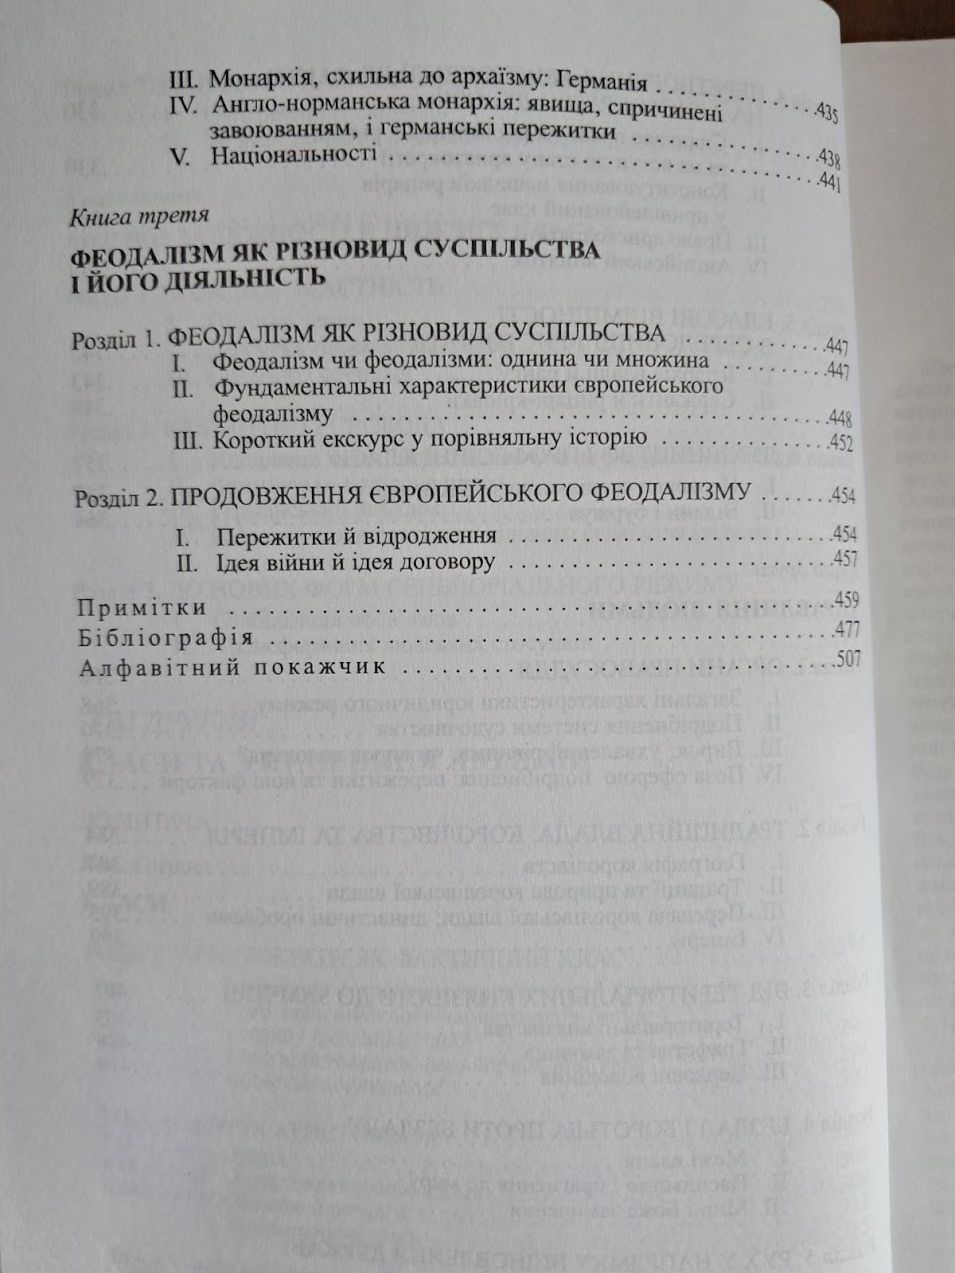 III. Монархія, схильна до архаїзму: Германія . . . . . . . . . . . . . .435
IV. Англо-норманська монархія: явища, спричинені
завоюванням, і германські пережитки . . . . . . . . . . . . . .438
V. Національності . . . . . . . . . . . . . . . . . . . . . . . . . . . . .441
Книга третя
ФЕОДАЛІЗМ ЯК РІЗНОВИД СУСПІЛЬСТВА
І ЙОГО ДІЯЛЬНІСТЬ
Розділ 1. ФЕОДАЛІЗМ ЯК РІЗНОВИД СУСПІЛЬСТВА . . . . . . . . . . .447
I. Феодалізм чи феодалізми: однина чи множина . . . . . . . . .447
II. Фундаментальні характеристики європейського
феодалізму . . . . . . . . . . . . . . . . . . . . . . . . . . . . . . . .448
III. Короткий екскурс у порівняльну історію . . . . . . . . . . . . .452
Розділ 2. ПРОДОВЖЕННЯ ЄВРОПЕЙСЬКОГО ФЕОДАЛІЗМУ . . . . . . .454
I. Пережитки й відродження . . . . . . . . . . . . . . . . . . . . . . . .454
II. Ідея війни й ідея договору . . . . . . . . . . . . . . . . . . . . . . . .457
Примітки . . . . . . . . . . . . . . . . . . . . . . . . . . . . . . . . . . . . . . . . . .459
Бібліографія . . . . . . . . . . . . . . . . . . . . . . . . . . . . . . . . . . . . . . .477
Алфавітний покажчик . . . . . . . . . . . . . . . . . . . . . . . . . . . . . .507